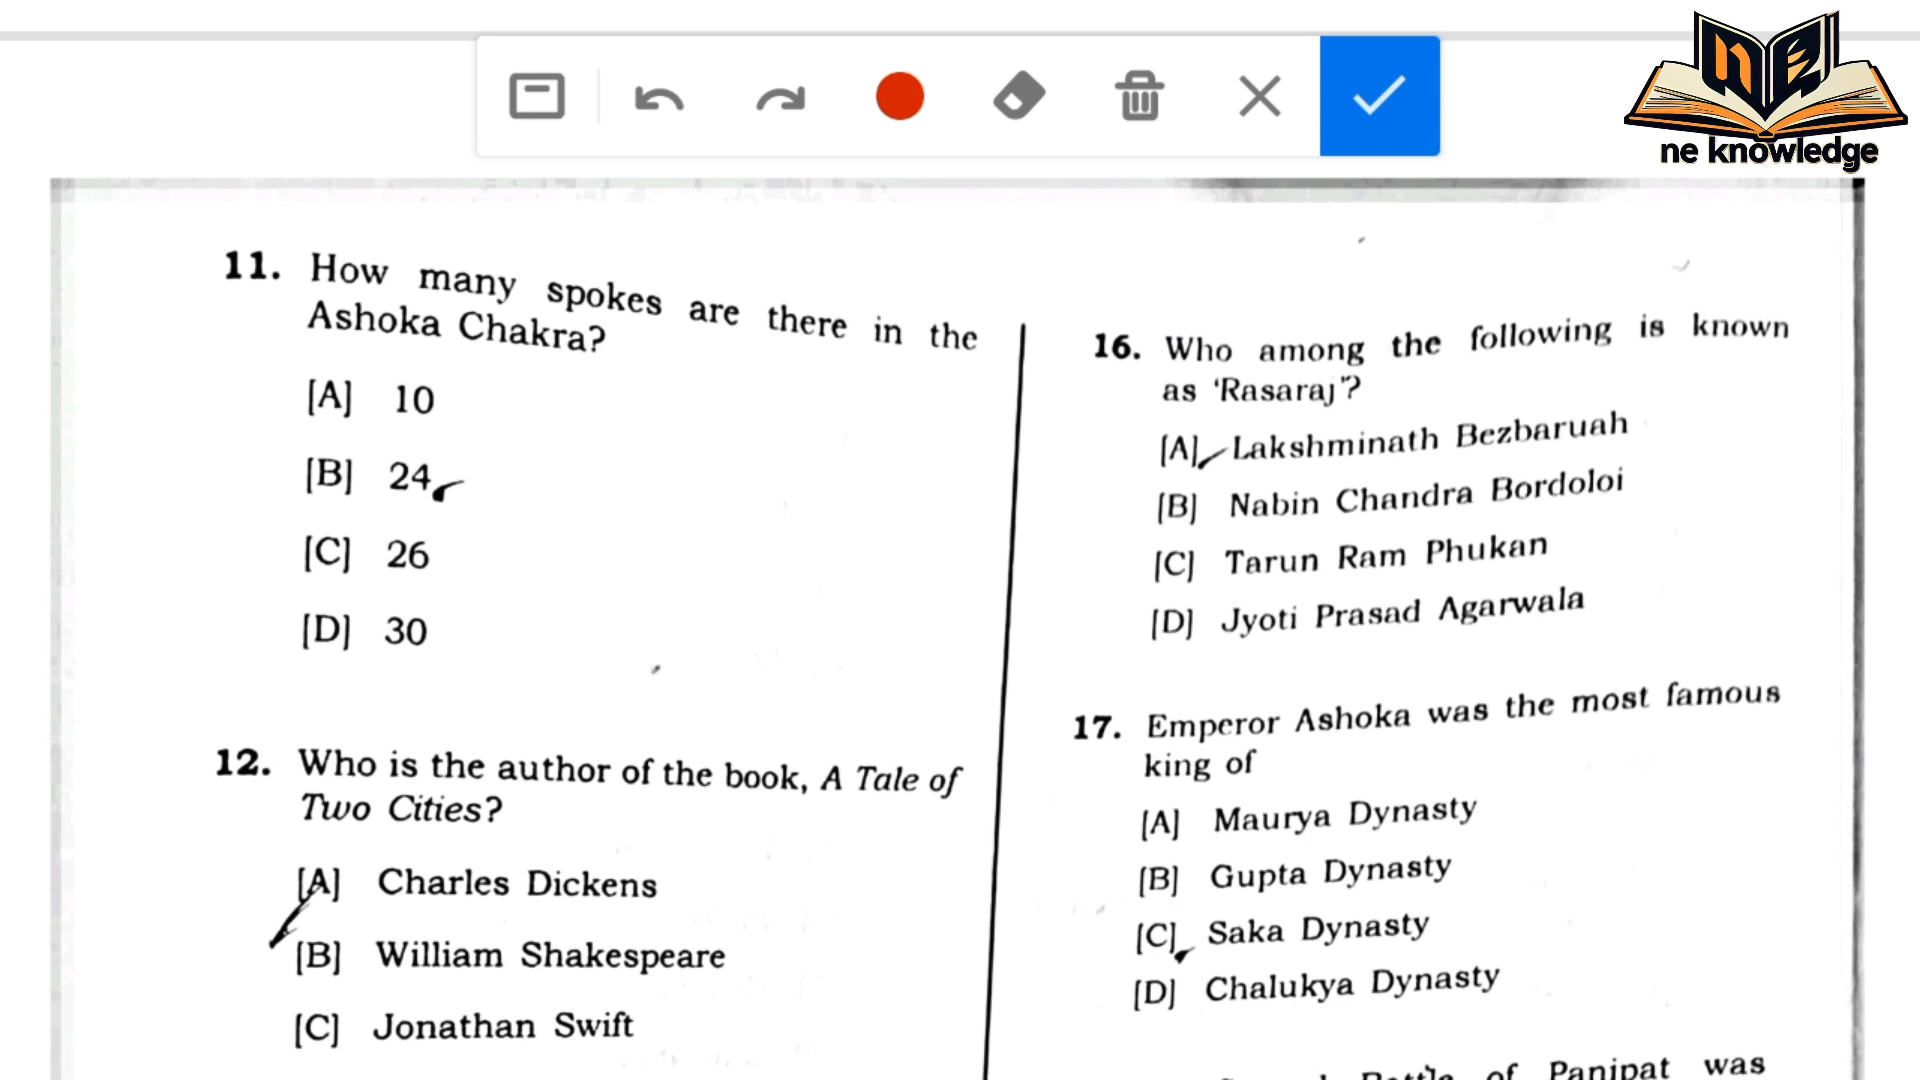 ne knowledge
11. How many spokes are there in the
Ashoka Chakra?
[A] 10
[B] 24
[C] 26
[D] 30
12. Who is the author of the book, A Tale of
Two Cities?
[A] Charles Dickens
[B] William Shakespeare
[C] Jonathan Swift
16. Who among the following is known
as ‘Rasaraj’?
[A] Lakshminath Bezbaruah
[B] Nabin Chandra Bordoloi
[C] Tarun Ram Phukan
[D] Jyoti Prasad Agarwala
17. Emperor Ashoka was the most famous
king of
[A] Maurya Dynasty
[B] Gupta Dynasty
[C] Saka Dynasty
[D] Chalukya Dynasty
Battle of Panipat was